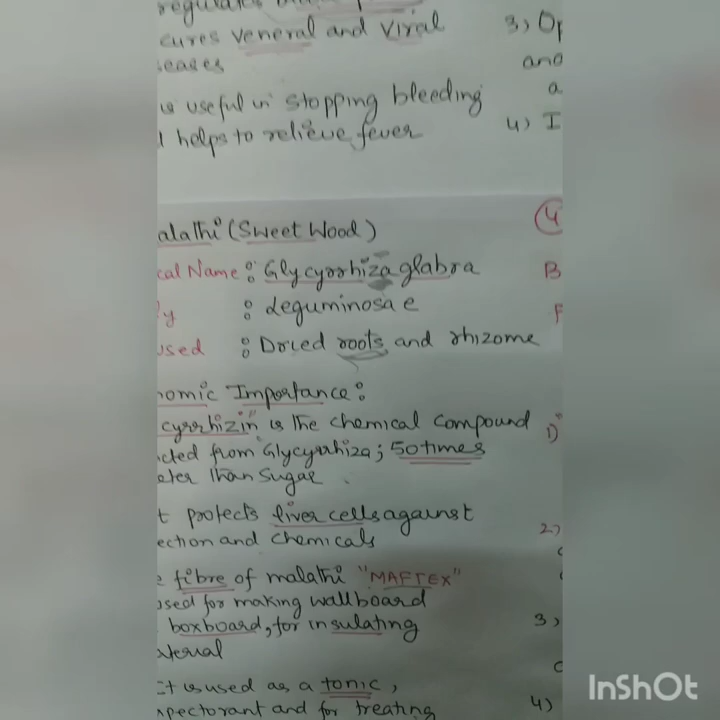 regulates
cures veneral and viral
eases
is useful in stopping bleeding
helps to relieve fever
3) Op
and
a
4) I
alathi (Sweet Wood)
cal Name : Glycyrrhiza glabra
y : Leguminosae
used : Dried roots and rhizome
nomic Importance :
cyrrhizin is the chemical compound
cted from Glycyrrhiza; 50 times
eter than Sugar.
t protects liver cells against
ection and chemicals
e fibre of malathi "MAFTEX"
used for making wallboard
boxboard, for insulating
aterial
It is used as a tonic,
xpectorant and for treating
4
B
F
1)
2)
3)
4)
InShOt